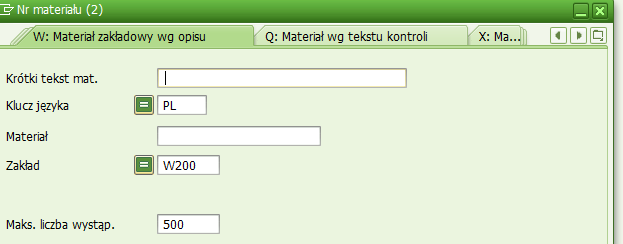 Nr materiału (2)
W: Materiał zakładowy wg opisu Q: Materiał wg tekstu kontroli X: Ma...
Krótki tekst mat.
Klucz języka = PL
Materiał
Zakład = W200
Maks. liczba wystąp. 500